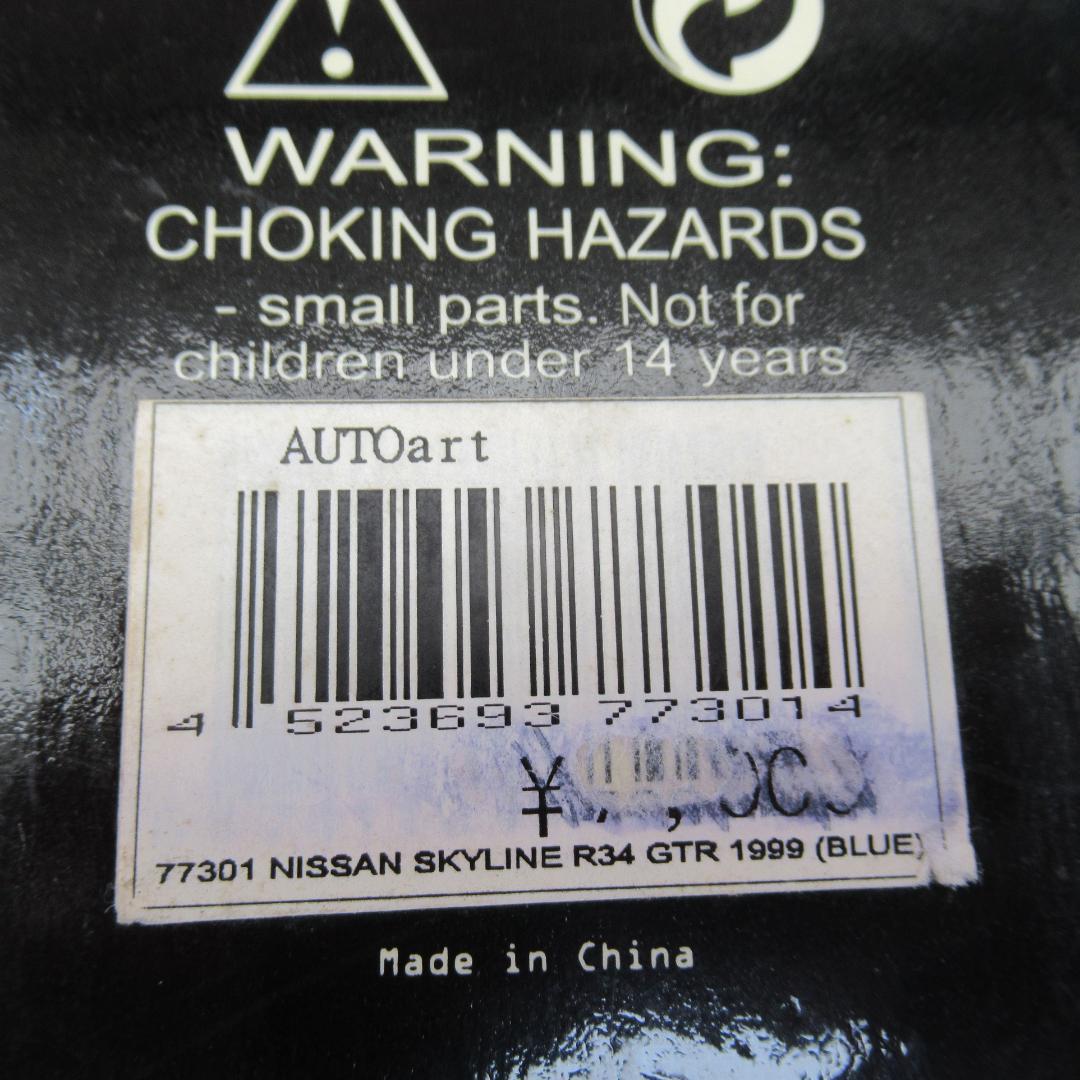 WARNING:
CHOKING HAZARDS
- small parts. Not for
children under 14 years
AUTOart
4 523693 773014
¥
77301 NISSAN SKYLINE R34 GTR 1999 (BLUE)
Made in China